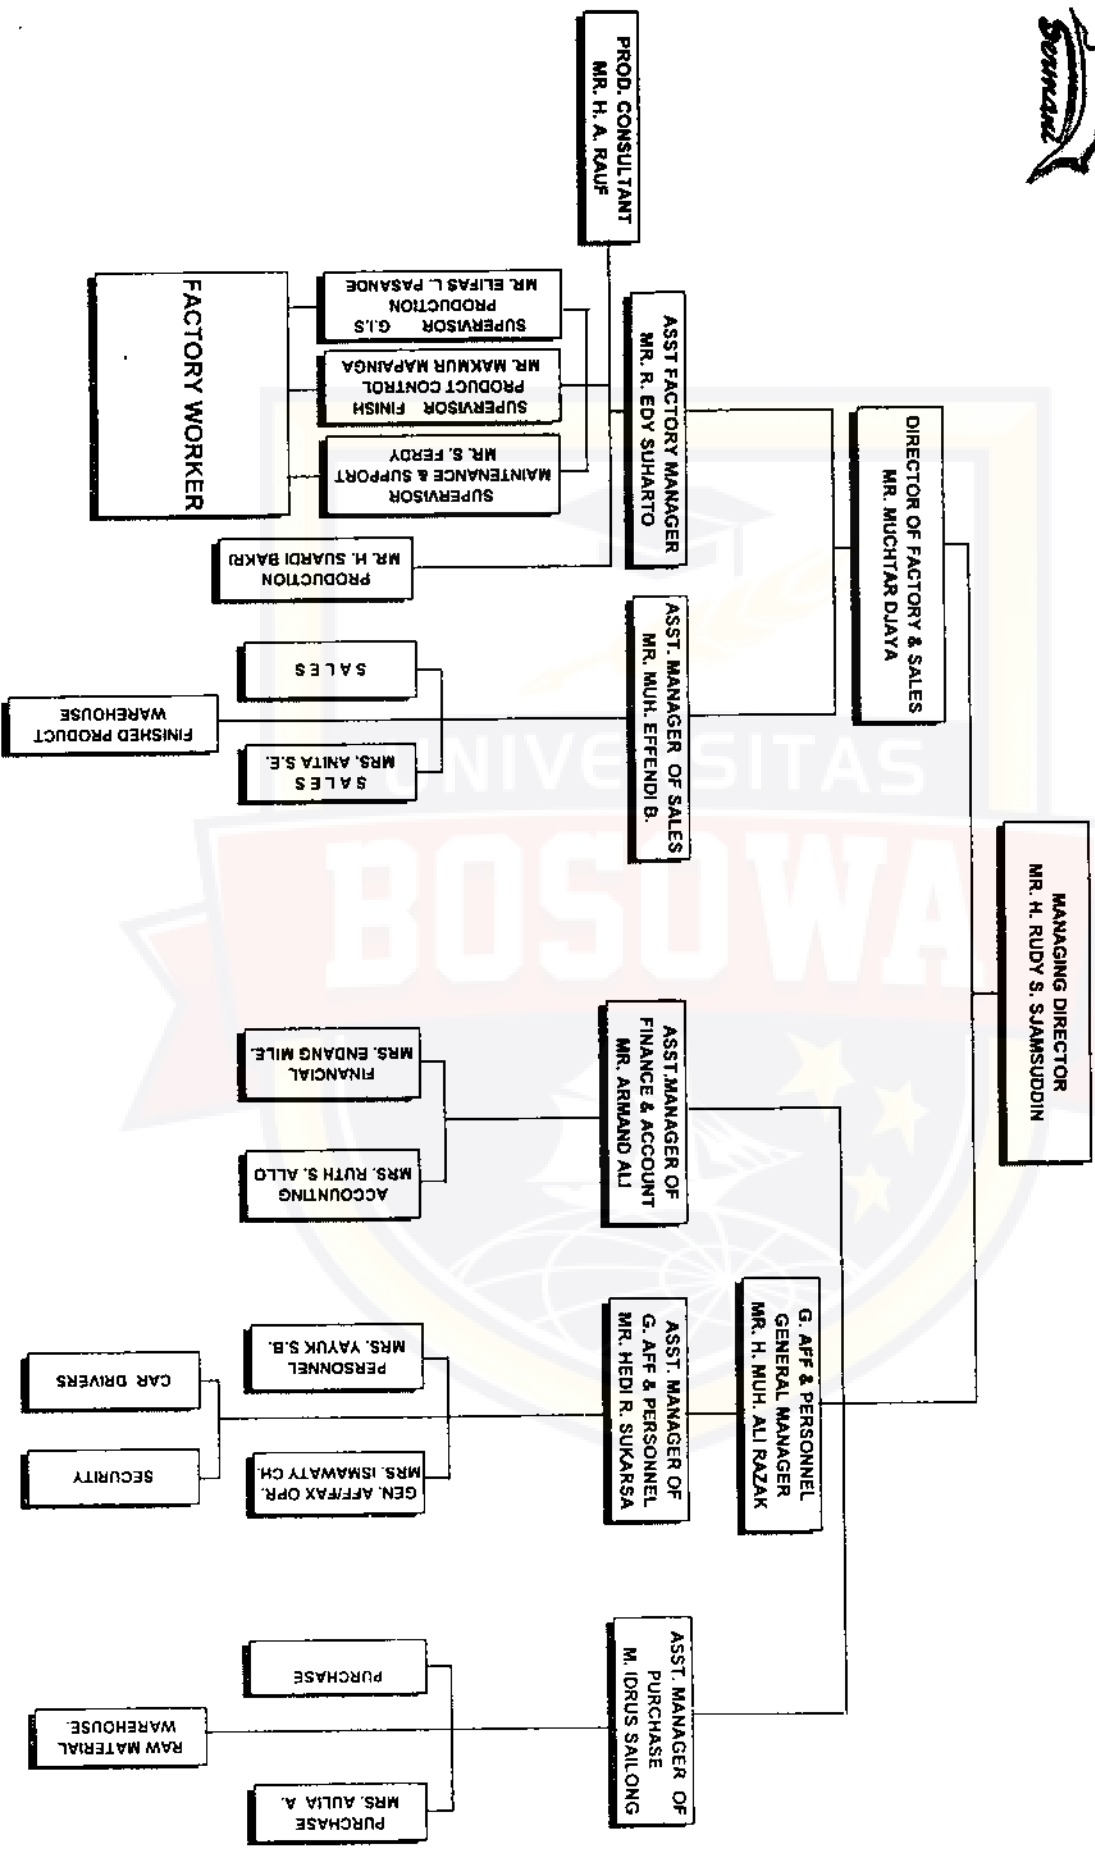 Sermani
MANAGING DIRECTOR
MR. H. RUDY S. SJAMSUDDIN
DIRECTOR OF FACTORY & SALES
MR. MUCHTAR DJAYA
G. AFF & PERSONNEL
GENERAL MANAGER
MR. H. MUH. ALI RAZAK
ASST FACTORY MANAGER
MR. R. EDY SUHARTO
ASST. MANAGER OF SALES
MR. MUH. EFFENDI B.
ASST.MANAGER OF
FINANCE & ACCOUNT
MR. ARMAND ALI
ASST. MANAGER OF
G. AFF & PERSONNEL
MR. HEDI R. SUKARSA
ASST. MANAGER OF
PURCHASE
M. IDRUS SAILONG
PROD. CONSULTANT
MR. H. A. RAUF
SUPERVISOR G.I.S
PRODUCTION
MR. ELIFAS L. PASANDE
SUPERVISOR FINISH
PRODUCT CONTROL
MR. MAKMUR MAPAINGA
SUPERVISOR
MAINTENANCE & SUPPORT
MR. S. FERDY
PRODUCTION
MR. H. SUARDI BAKRI
FACTORY WORKER
SALES
SALES
MRS. ANITA S.E.
FINISHED PRODUCT
WAREHOUSE
FINANCIAL
MRS. ENDANG MILE.
ACCOUNTING
MRS. RUTH S. ALLO
PERSONNEL
MRS. YAYUK S.B.
GEN. AFF/FAX OPR.
MRS. ISMAWATY CH.
CAR DRIVERS
SECURITY
PURCHASE
PURCHASE
MRS. AULIA A.
RAW MATERIAL
WAREHOUSE.
UNIVERSITAS
BOSOWA